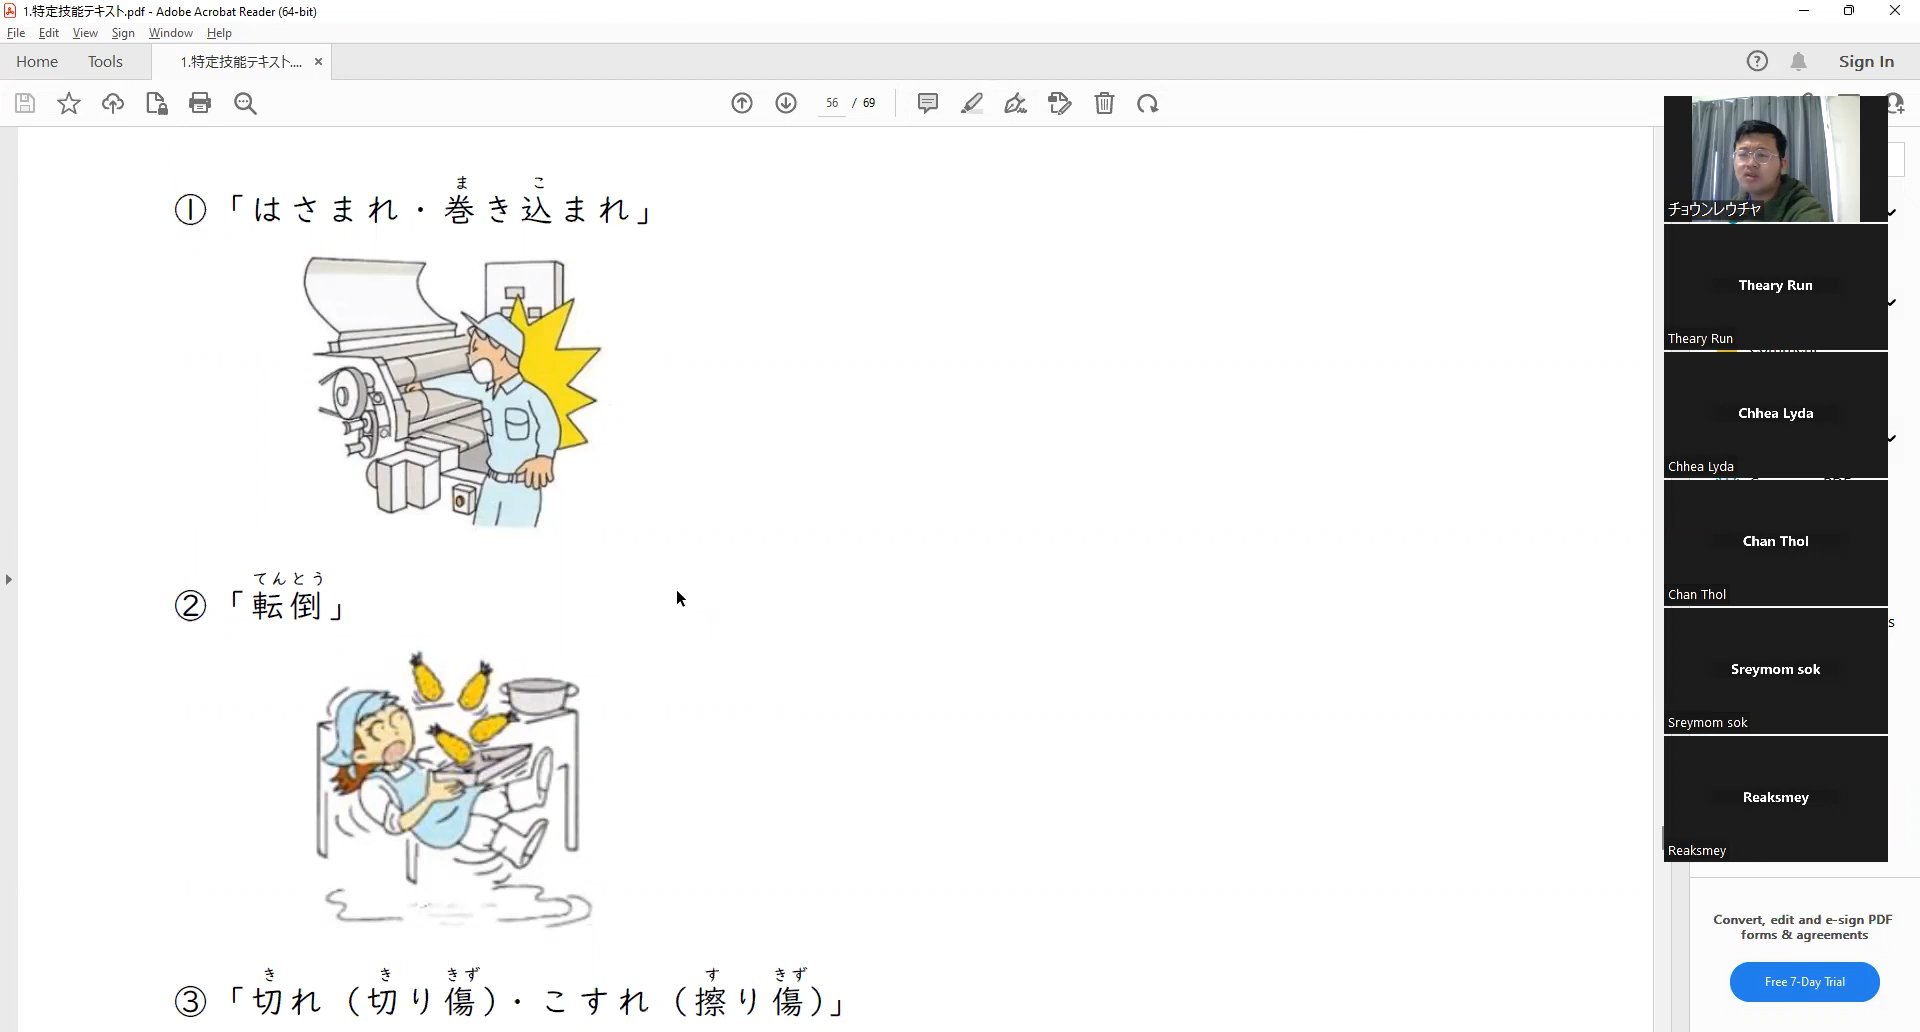 1.特定技能テキスト.pdf - Adobe Acrobat Reader (64-bit)
File Edit View Sign Window Help
Home Tools 1.特定技能テキスト.... × Sign In
56 / 69
ま こ
①「はさまれ・巻き込まれ」
てんとう
②「転倒」
き き きず す きず
③「切れ（切り傷）・こすれ（擦り傷）」
チョウンレウチャ
Theary Run
Theary Run
Chhea Lyda
Chhea Lyda
Chan Thol
Chan Thol
Sreymom sok
Sreymom sok
Reaksmey
Reaksmey
s
Convert, edit and e-sign PDF
forms & agreements
Free 7-Day Trial